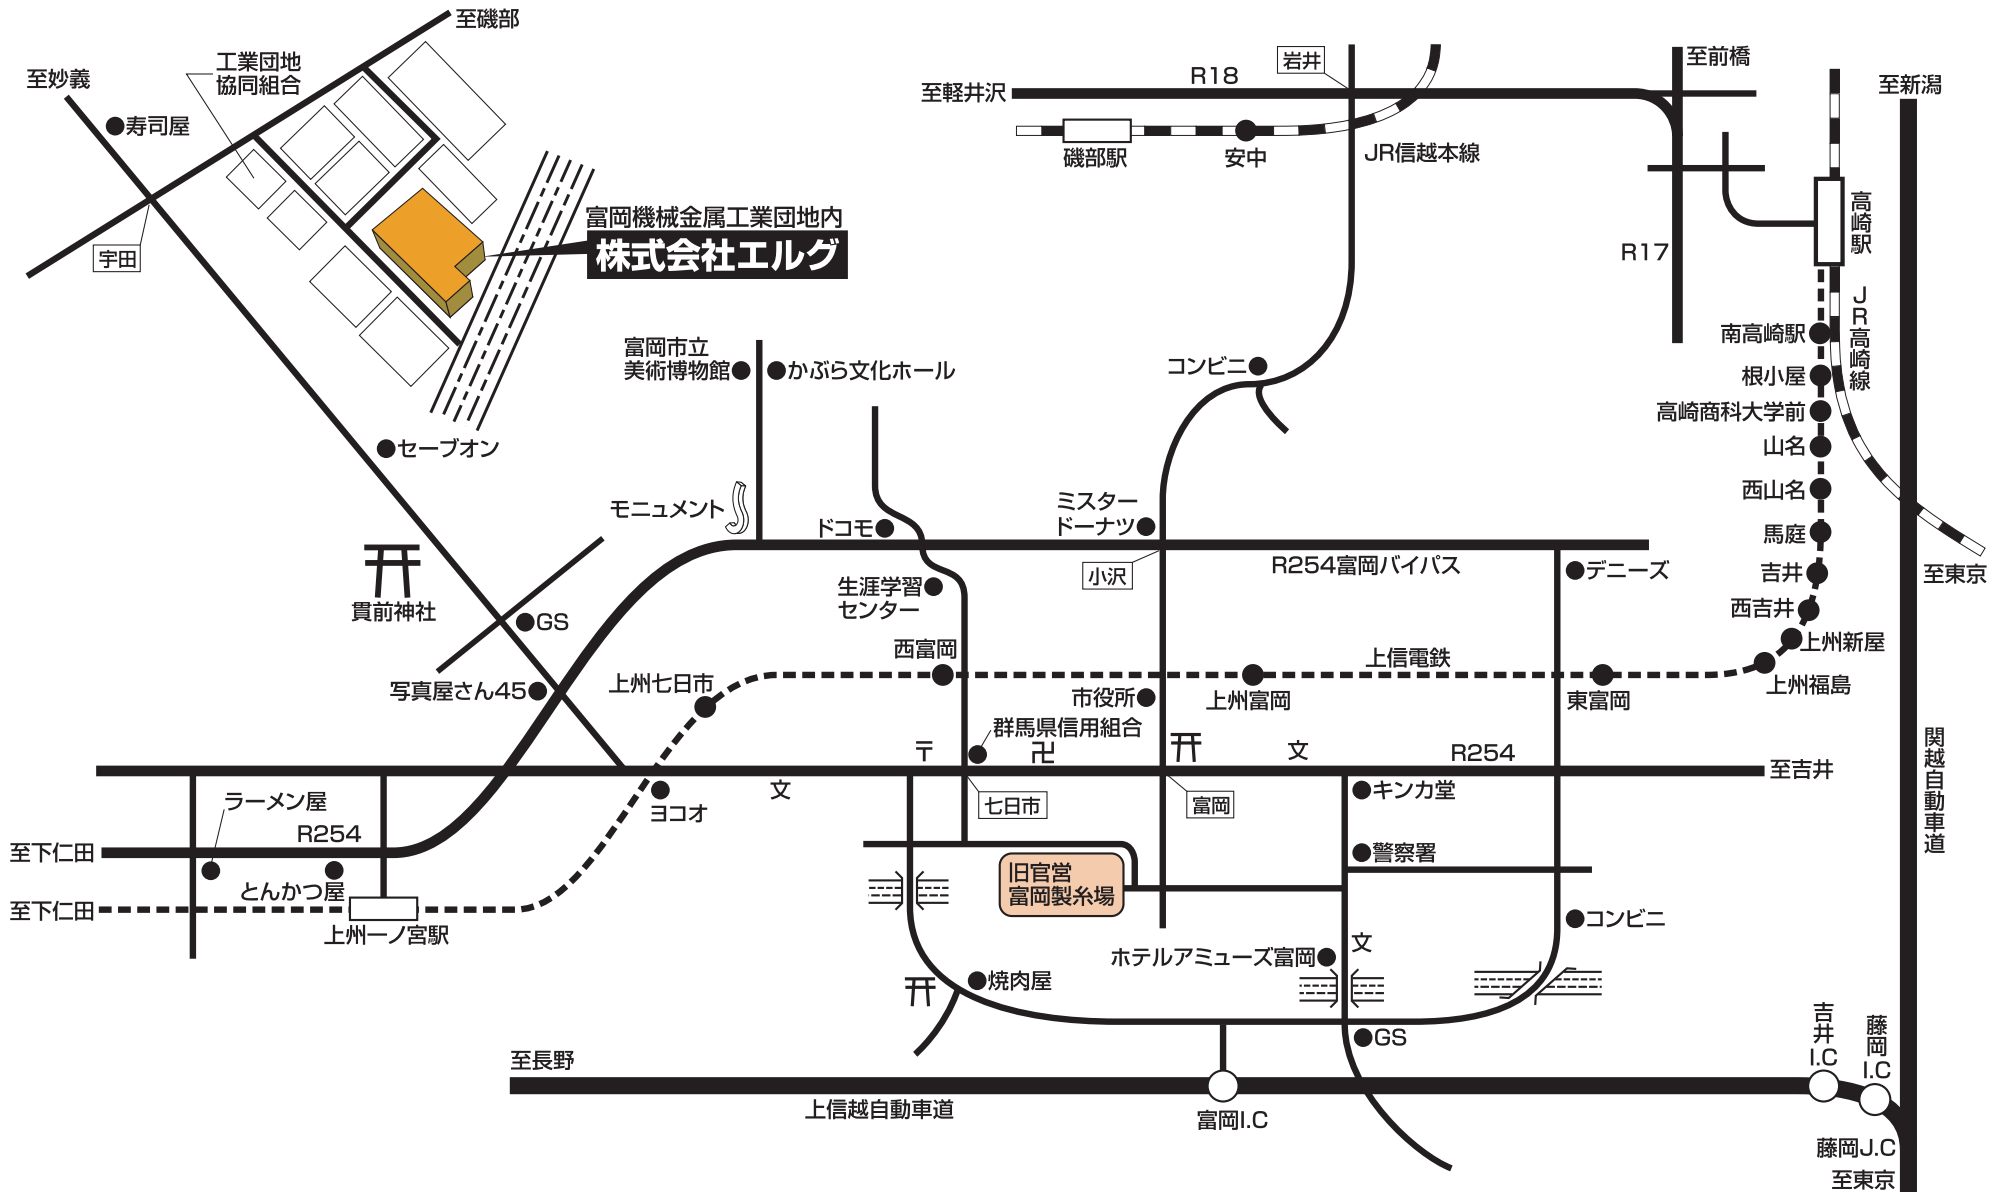 至磯部
工業団地
協同組合
至妙義
寿司屋
宇田
富岡機械金属工業団地内
株式会社エルグ
至軽井沢
R18
岩井
至前橋
至新潟
磯部駅
安中
JR信越本線
R17
高崎駅
JR高崎線
南高崎駅
根小屋
高崎商科大学前
山名
西山名
馬庭
吉井
西吉井
上州新屋
上州福島
至東京
富岡市立
美術博物館
かぶら文化ホール
コンビニ
セーブオン
モニュメント
ドコモ
ミスター
ドーナツ
小沢
R254富岡バイパス
デニーズ
貫前神社
GS
生涯学習
センター
西富岡
上信電鉄
写真屋さん45
上州七日市
市役所
上州富岡
東富岡
群馬県信用組合
〒
卍
文
R254
至吉井
関越自動車道
ラーメン屋
R254
ヨコオ
文
七日市
富岡
キンカ堂
至下仁田
とんかつ屋
警察署
旧官営
富岡製糸場
至下仁田
上州一ノ宮駅
コンビニ
文
ホテルアミューズ富岡
焼肉屋
GS
吉井I.C
藤岡I.C
至長野
上信越自動車道
富岡I.C
藤岡J.C
至東京